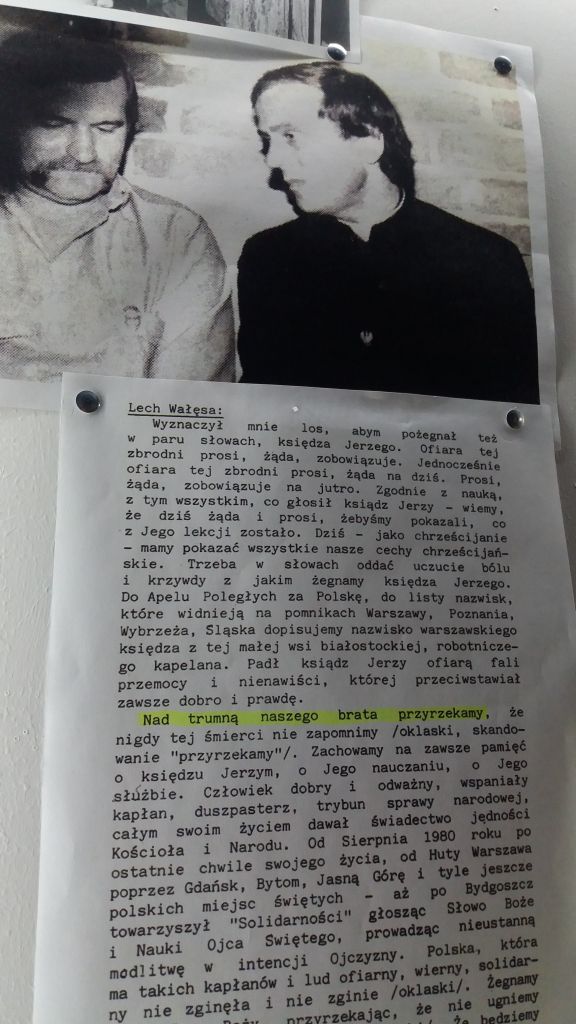 Lech Wałęsa:
Wyznaczył mnie los, abym pożegnał też
w paru słowach, księdza Jerzego. Ofiara tej
zbrodni prosi, żąda, zobowiązuje. Jednocześnie
ofiara tej zbrodni prosi, żąda na dziś. Prosi,
żąda, zobowiązuje na jutro. Zgodnie z nauką,
z tym wszystkim, co głosił ksiądz Jerzy - wiemy,
że dziś żąda i prosi, żebyśmy pokazali, co
z Jego lekcji zostało. Dziś - jako chrześcijanie
- mamy pokazać wszystkie nasze cechy chrześcijań-
skie. Trzeba w słowach oddać uczucie bólu
i krzywdy z jakim żegnamy księdza Jerzego.
Do Apelu Poległych za Polskę, do listy nazwisk,
które widnieją na pomnikach Warszawy, Poznania,
Wybrzeża, Śląska dopisujemy nazwisko warszawskiego
księdza z tej małej wsi białostockiej, robotnicze-
go kapelana. Padł ksiądz Jerzy ofiarą fali
przemocy i nienawiści, której przeciwstawiał
zawsze dobro i prawdę.
Nad trumną naszego brata przyrzekamy, że
nigdy tej śmierci nie zapomnimy /oklaski, skando-
wanie "przyrzekamy"/. Zachowamy na zawsze pamięć
o księdzu Jerzym, o Jego nauczaniu, o Jego
służbie. Człowiek dobry i odważny, wspaniały
kapłan, duszpasterz, trybun sprawy narodowej,
całym swoim życiem dawał świadectwo jedności
Kościoła i Narodu. Od Sierpnia 1980 roku po
ostatnie chwile swojego życia, od Huty Warszawa
poprzez Gdańsk, Bytom, Jasną Górę i tyle jeszcze
polskich miejsc świętych - aż po Bydgoszcz
towarzyszył "Solidarności" głosząc Słowo Boże
i Nauki Ojca Świętego, prowadząc nieustanną
modlitwę w intencji Ojczyzny. Polska, która
ma takich kapłanów i lud ofiarny, wierny, solidar-
ny nie zginęła i nie zginie /oklaski/. Żegnamy
przyrzekając, że nie ugniemy
że będziemy